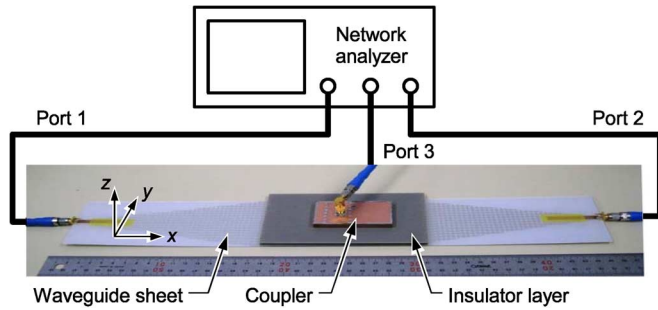 Network
analyzer
Port 1
Port 2
Port 3
z
y
x
Waveguide sheet
Coupler
Insulator layer